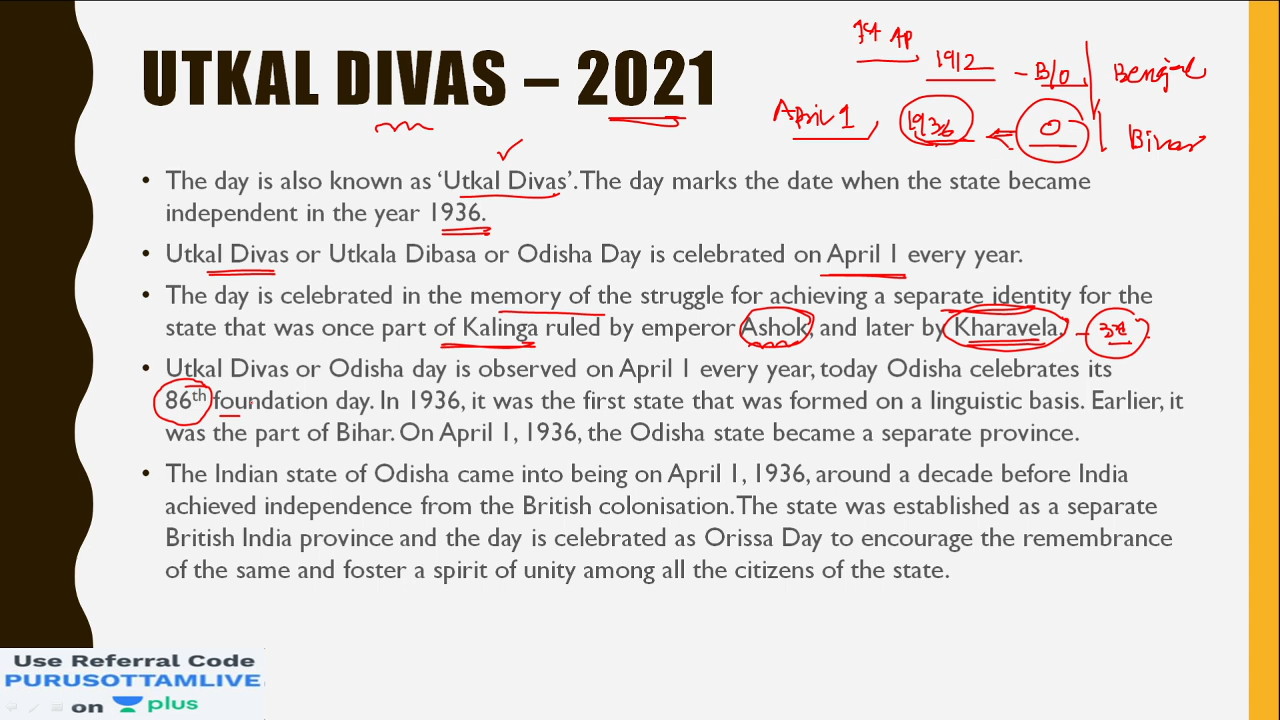 UTKAL DIVAS – 2021
1912 - B/O Bengal
April 1 1936 O Bihar
• The day is also known as ‘Utkal Divas’. The day marks the date when the state became
independent in the year 1936.
• Utkal Divas or Utkala Dibasa or Odisha Day is celebrated on April 1 every year.
• The day is celebrated in the memory of the struggle for achieving a separate identity for the
state that was once part of Kalinga ruled by emperor Ashok, and later by Kharavela.
• Utkal Divas or Odisha day is observed on April 1 every year, today Odisha celebrates its
86th foundation day. In 1936, it was the first state that was formed on a linguistic basis. Earlier, it
was the part of Bihar. On April 1, 1936, the Odisha state became a separate province.
• The Indian state of Odisha came into being on April 1, 1936, around a decade before India
achieved independence from the British colonisation. The state was established as a separate
British India province and the day is celebrated as Orissa Day to encourage the remembrance
of the same and foster a spirit of unity among all the citizens of the state.
Use Referral Code
PURUSOTTAMLIVE
on plus